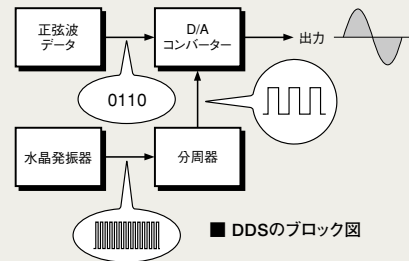 正弦波
データ
D/A
コンバーター
出力
0110
水晶発振器
分周器
■ DDSのブロック図